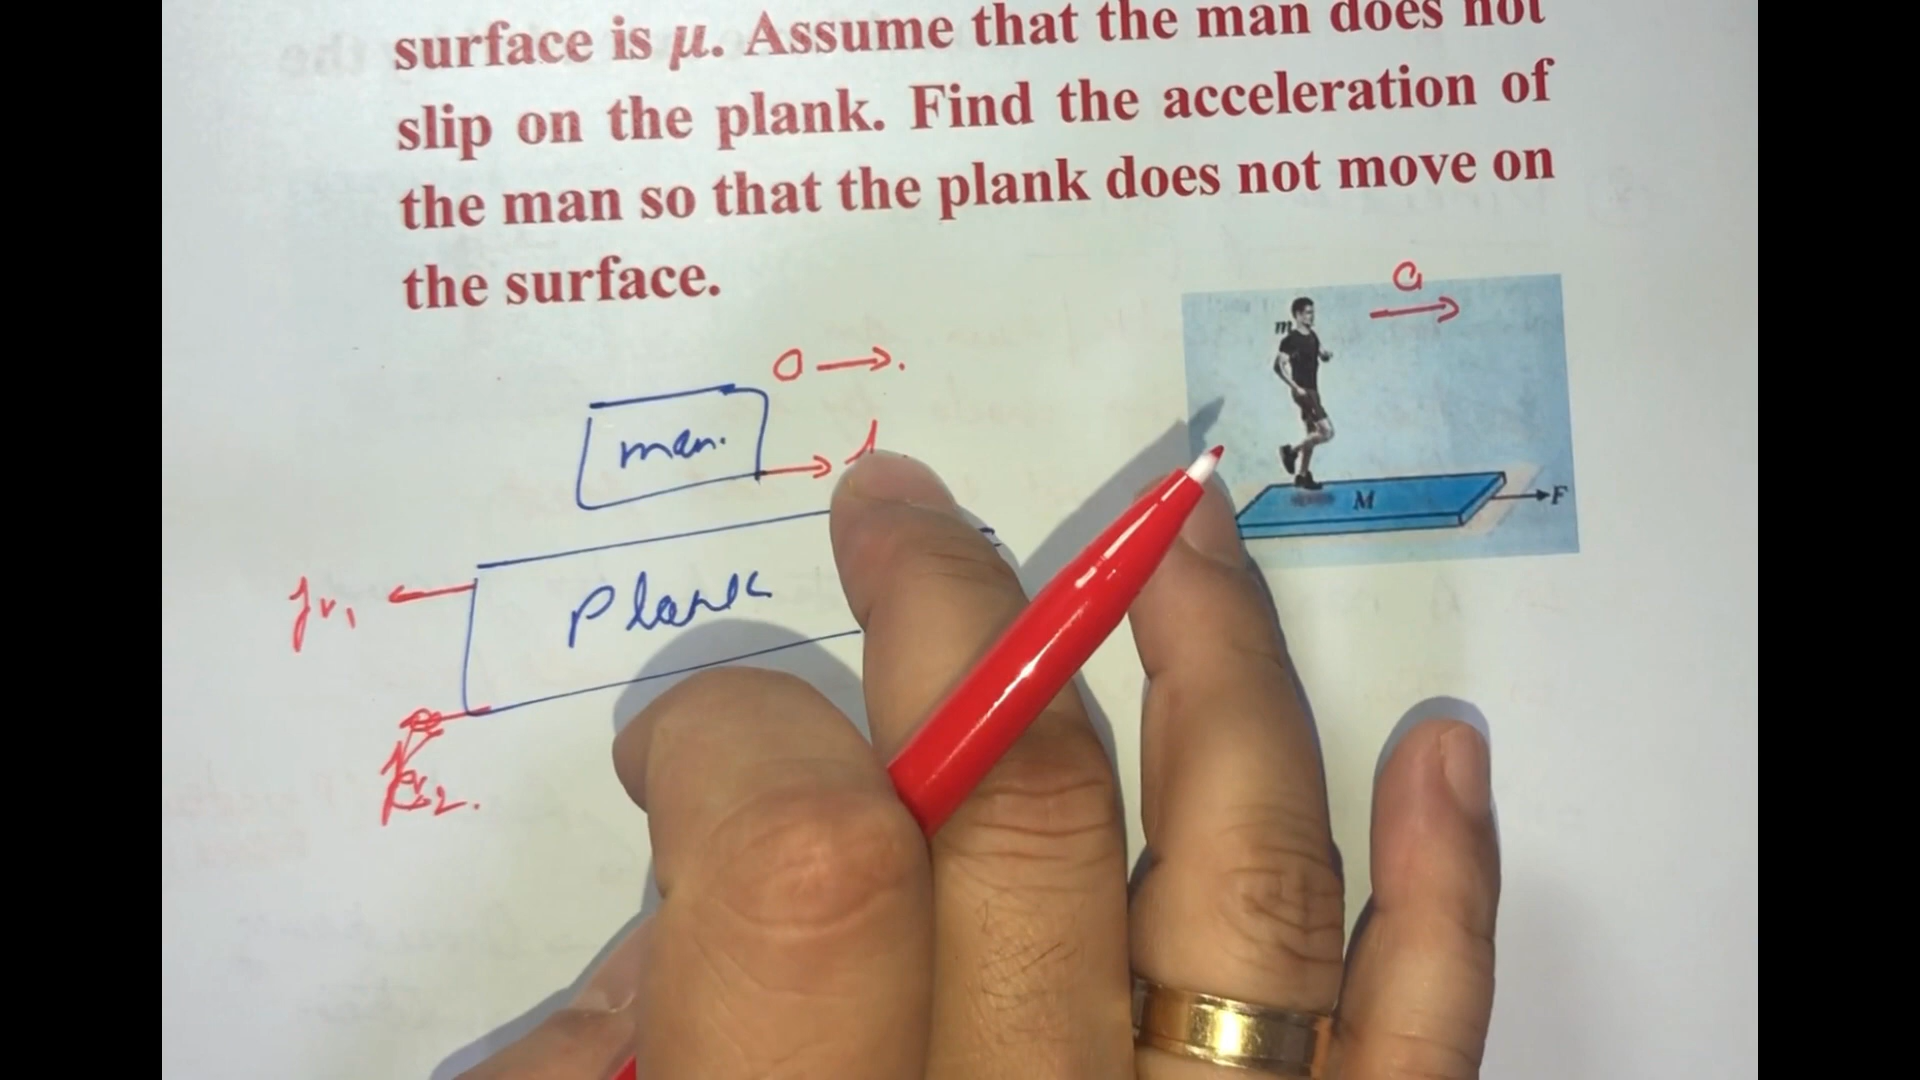 surface is μ. Assume that the man does not
slip on the plank. Find the acceleration of
the man so that the plank does not move on
the surface.
a
m
man.
M
F
fr₁
Plank